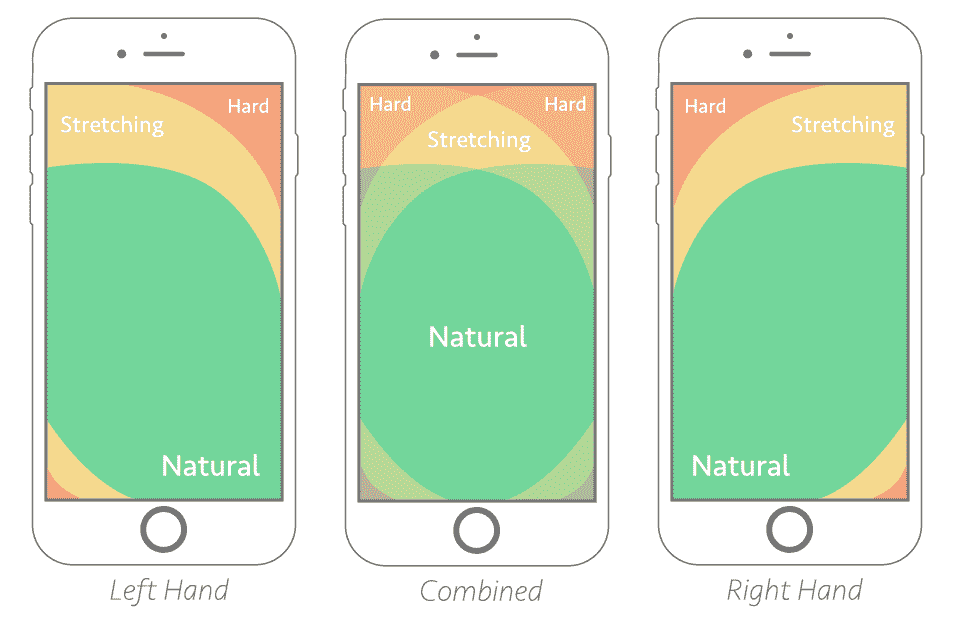 Hard
Stretching
Natural
Left Hand
Hard Hard
Stretching
Natural
Combined
Hard
Stretching
Natural
Right Hand